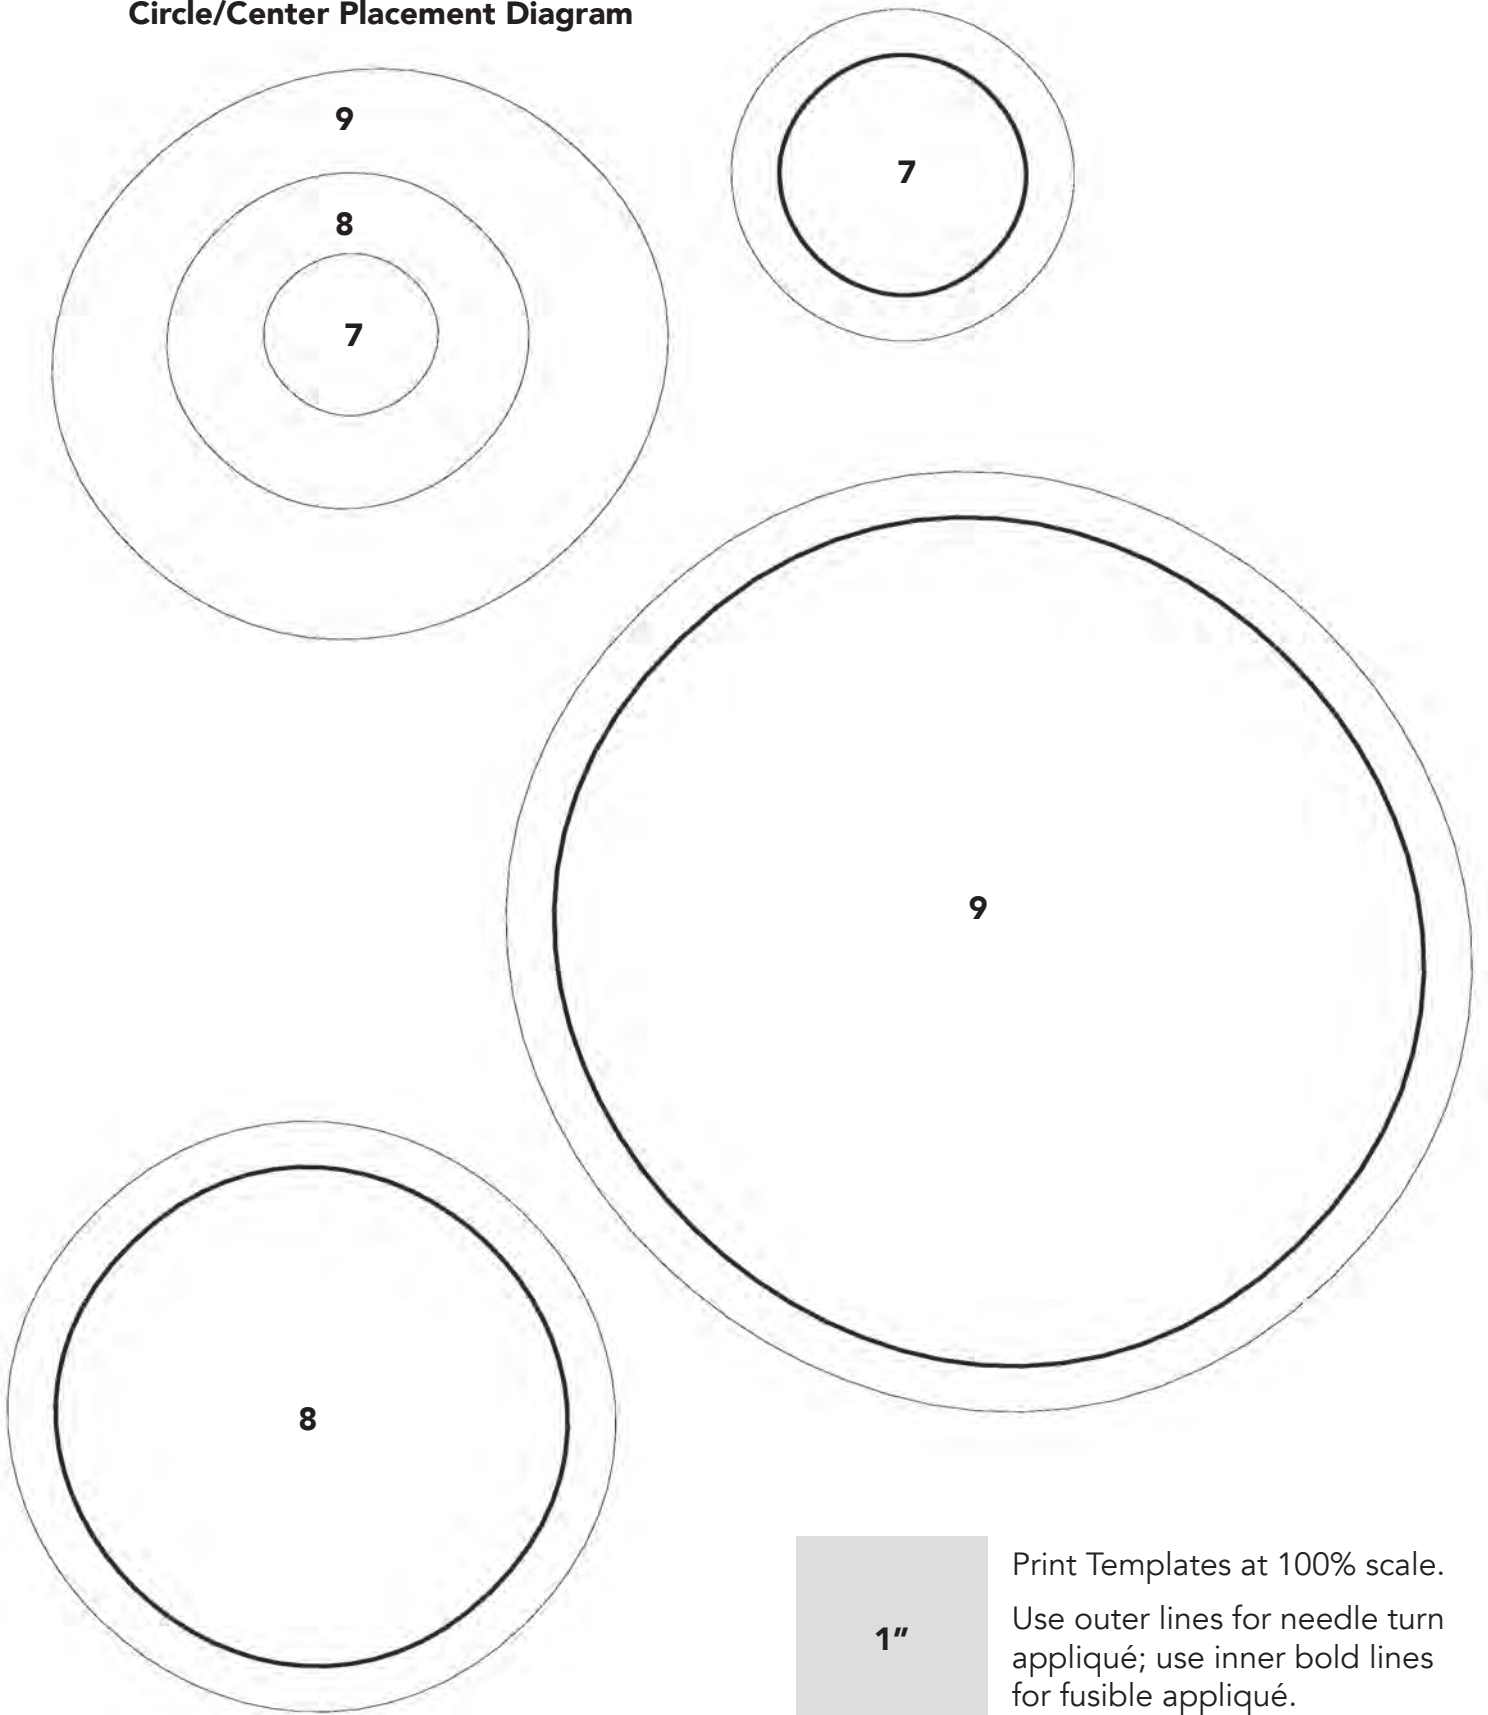 Circle/Center Placement Diagram
9
8
7
7
9
8
1″
Print Templates at 100% scale.
Use outer lines for needle turn
appliqué; use inner bold lines
for fusible appliqué.